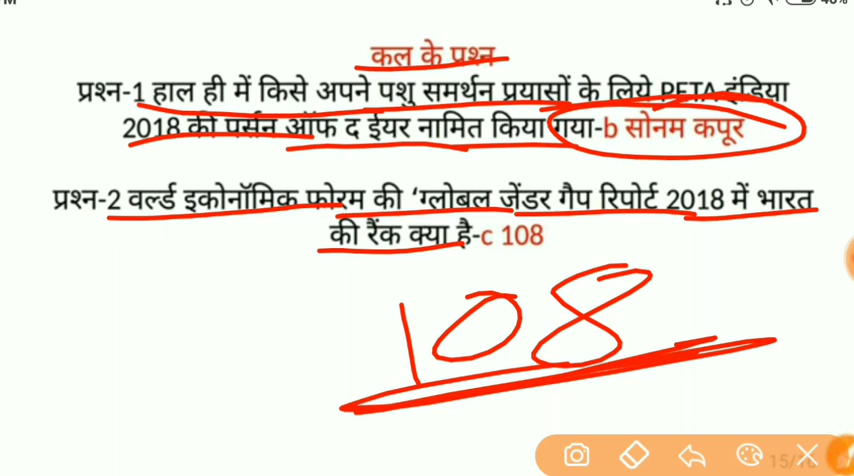 कल के प्रश्न
प्रश्न-1 हाल ही में किसे अपने पशु समर्थन प्रयासों के लिये PETA इंडिया
2018 की पर्सन ऑफ द ईयर नामित किया गया-b सोनम कपूर
प्रश्न-2 वर्ल्ड इकोनॉमिक फोरम की ‘ग्लोबल जेंडर गैप रिपोर्ट 2018 में भारत
की रैंक क्या है-c 108
108